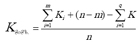 K = (∑_{i=1}^{m} K_i + (n−m) − ∑_{i=1}^{q} K) / n